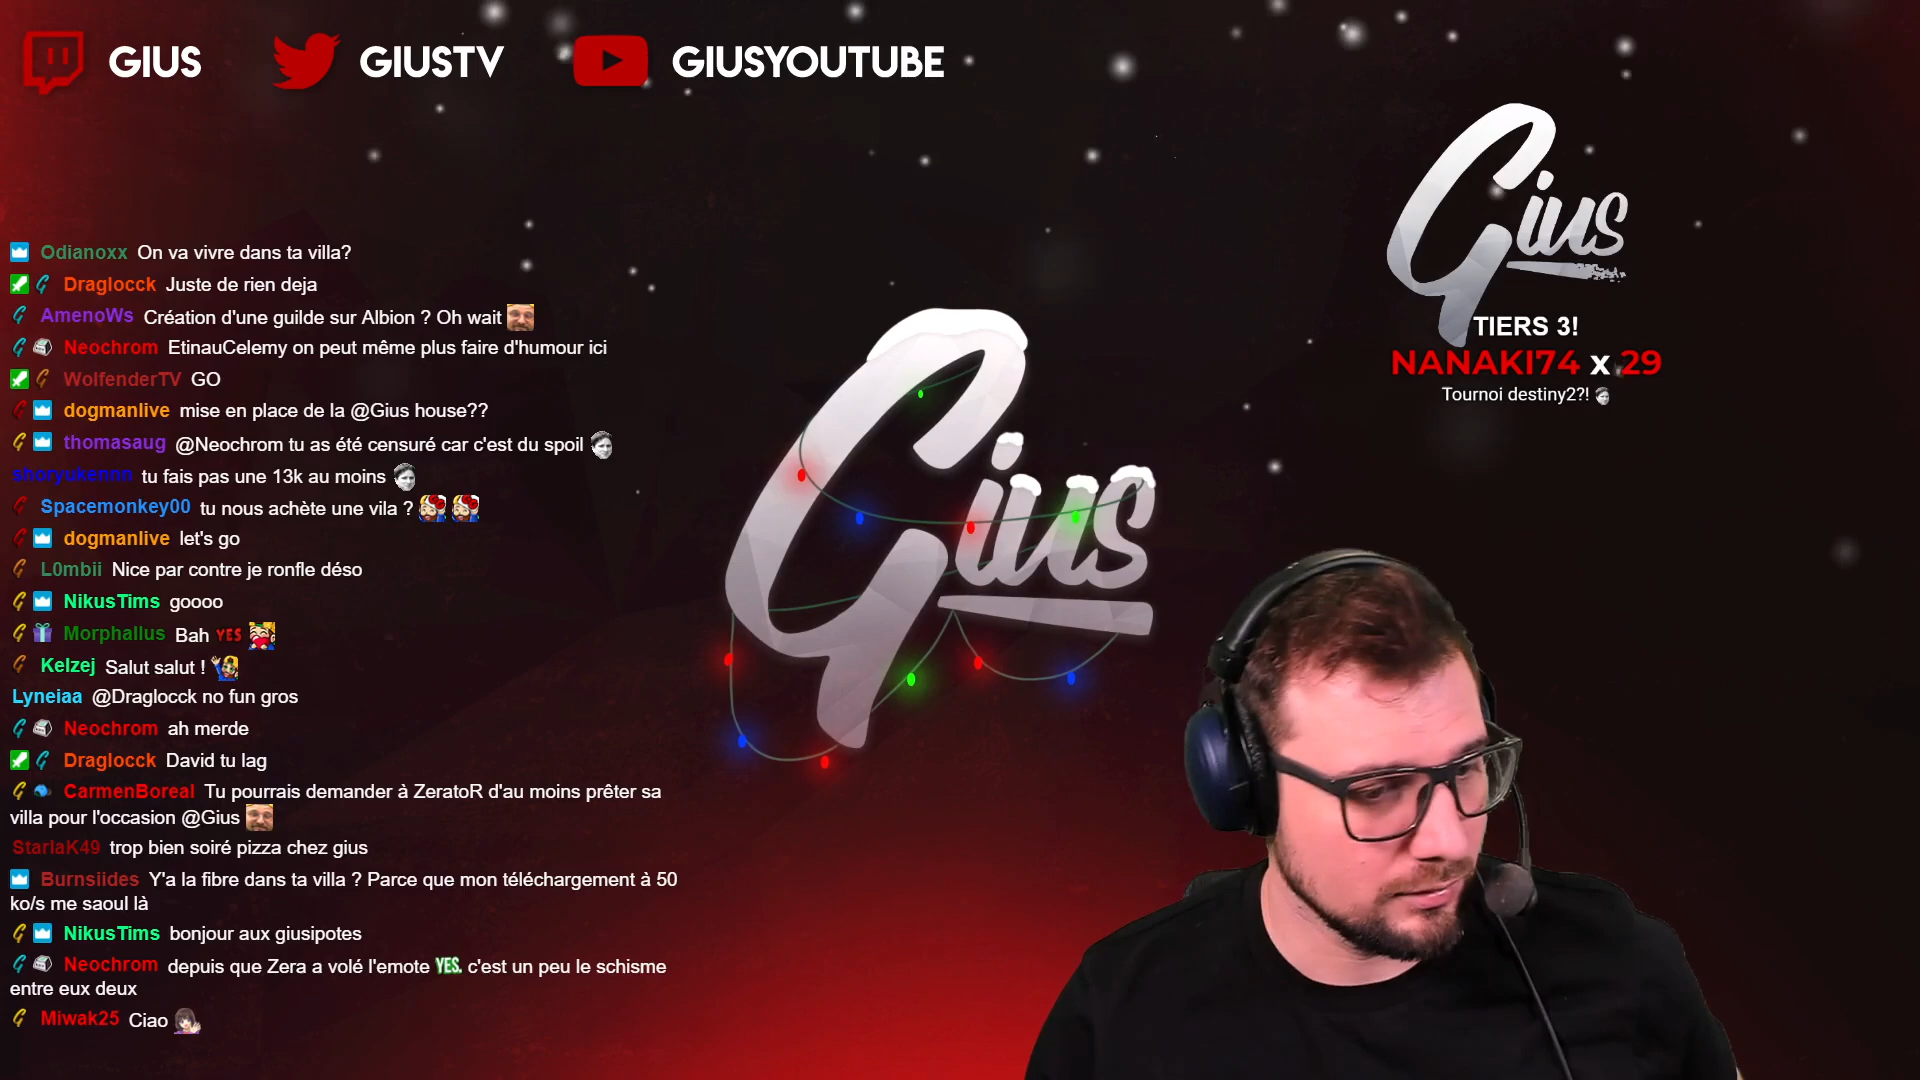 GIUS GIUSTV GIUSYOUTUBE
Gius
TIERS 3!
NANAKI74 x 29
Tournoi destiny2?!
Odianoxx On va vivre dans ta villa?
Draglocck Juste de rien deja
AmenoWs Création d'une guilde sur Albion ? Oh wait
Neochrom EtinauCelemy on peut même plus faire d'humour ici
WolfenderTV GO
dogmanlive mise en place de la @Gius house??
thomasaug @Neochrom tu as été censuré car c'est du spoil
shoryukennn tu fais pas une 13k au moins
Spacemonkey00 tu nous achète une vila ?
dogmanlive let's go
L0mbii Nice par contre je ronfle déso
NikusTims goooo
Morphallus Bah YES
Kelzej Salut salut !
Lyneiaa @Draglocck no fun gros
Neochrom ah merde
Draglocck David tu lag
CarmenBoreal Tu pourrais demander à ZeratoR d'au moins prêter sa
villa pour l'occasion @Gius
StarlaK49 trop bien soiré pizza chez gius
Burnsiides Y'a la fibre dans ta villa ? Parce que mon téléchargement à 50
ko/s me saoul là
NikusTims bonjour aux giusipotes
Neochrom depuis que Zera a volé l'emote YES. c'est un peu le schisme
entre eux deux
Miwak25 Ciao
Gius